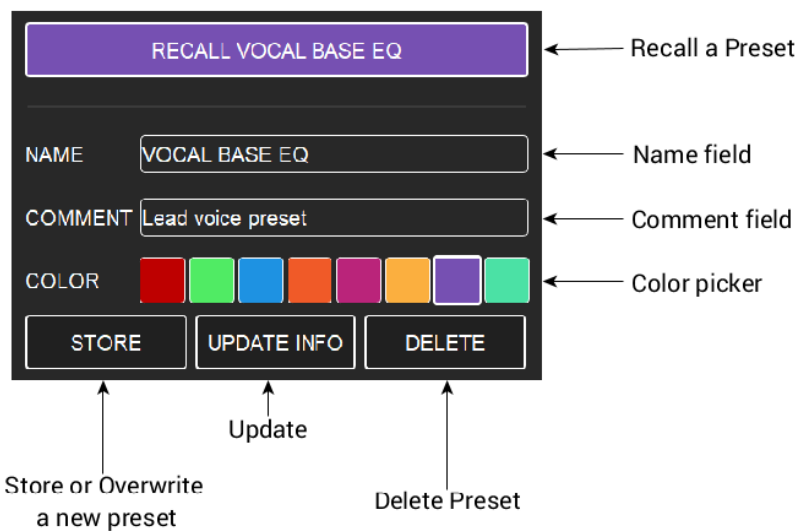 RECALL VOCAL BASE EQ
Recall a Preset
NAME
VOCAL BASE EQ
Name field
COMMENT
Lead voice preset
Comment field
COLOR
Color picker
STORE
UPDATE INFO
DELETE
Update
Store or Overwrite
a new preset
Delete Preset